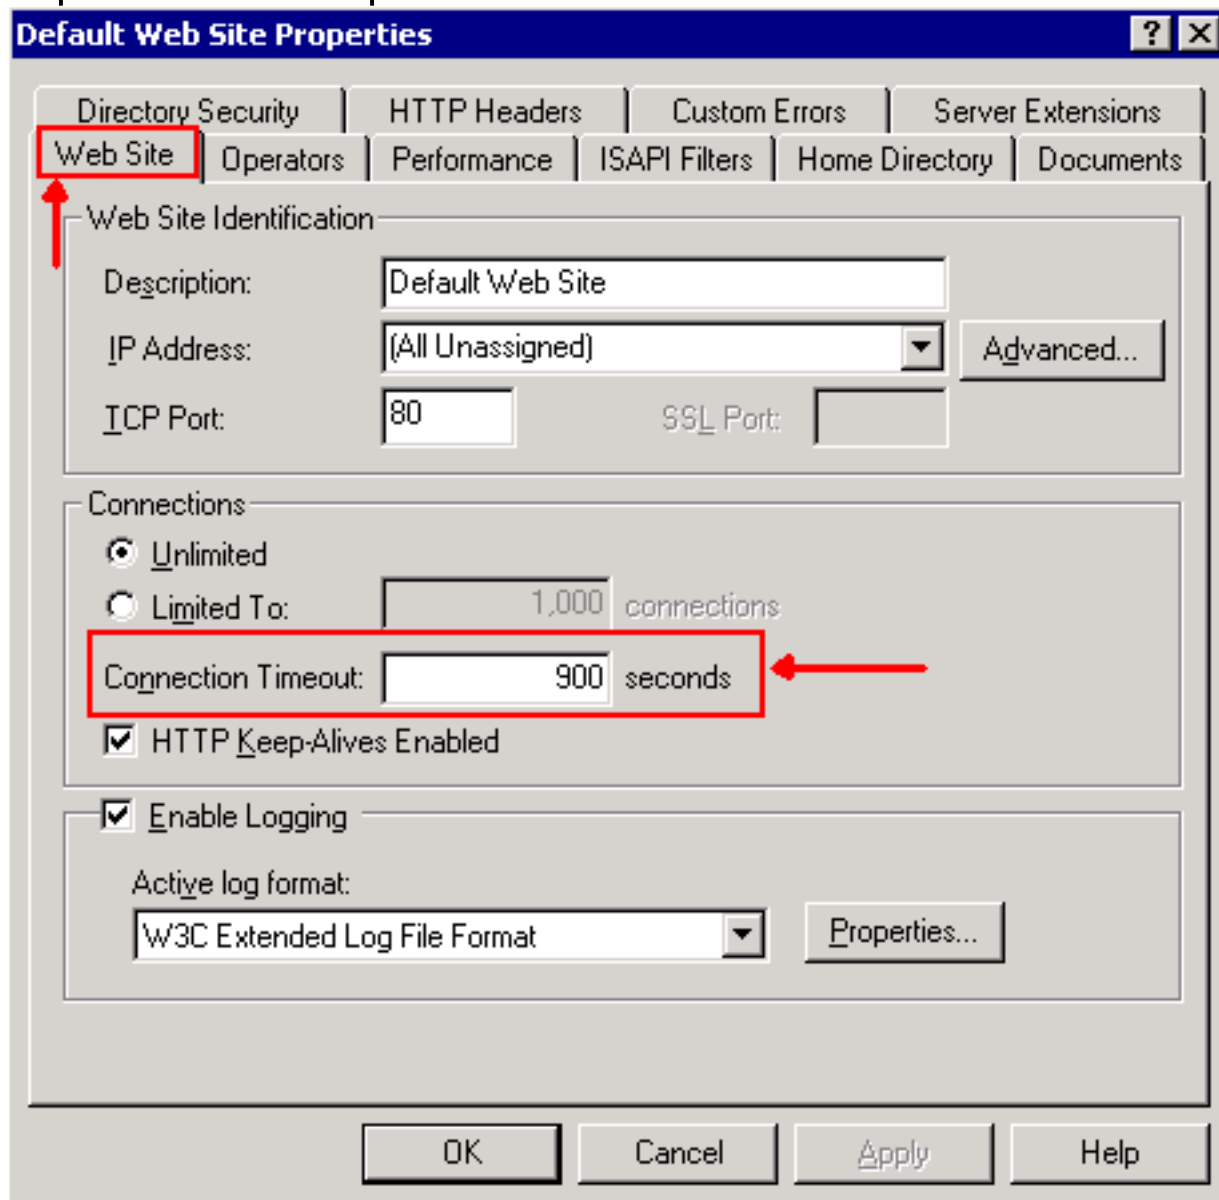 Default Web Site Properties ? X
Directory Security HTTP Headers Custom Errors Server Extensions
Web Site Operators Performance ISAPI Filters Home Directory Documents
Web Site Identification
Description: Default Web Site
IP Address: (All Unassigned) Advanced...
TCP Port: 80 SSL Port:
Connections
Unlimited
Limited To: 1,000 connections
Connection Timeout: 900 seconds
HTTP Keep-Alives Enabled
Enable Logging
Active log format:
W3C Extended Log File Format Properties...
OK Cancel Apply Help